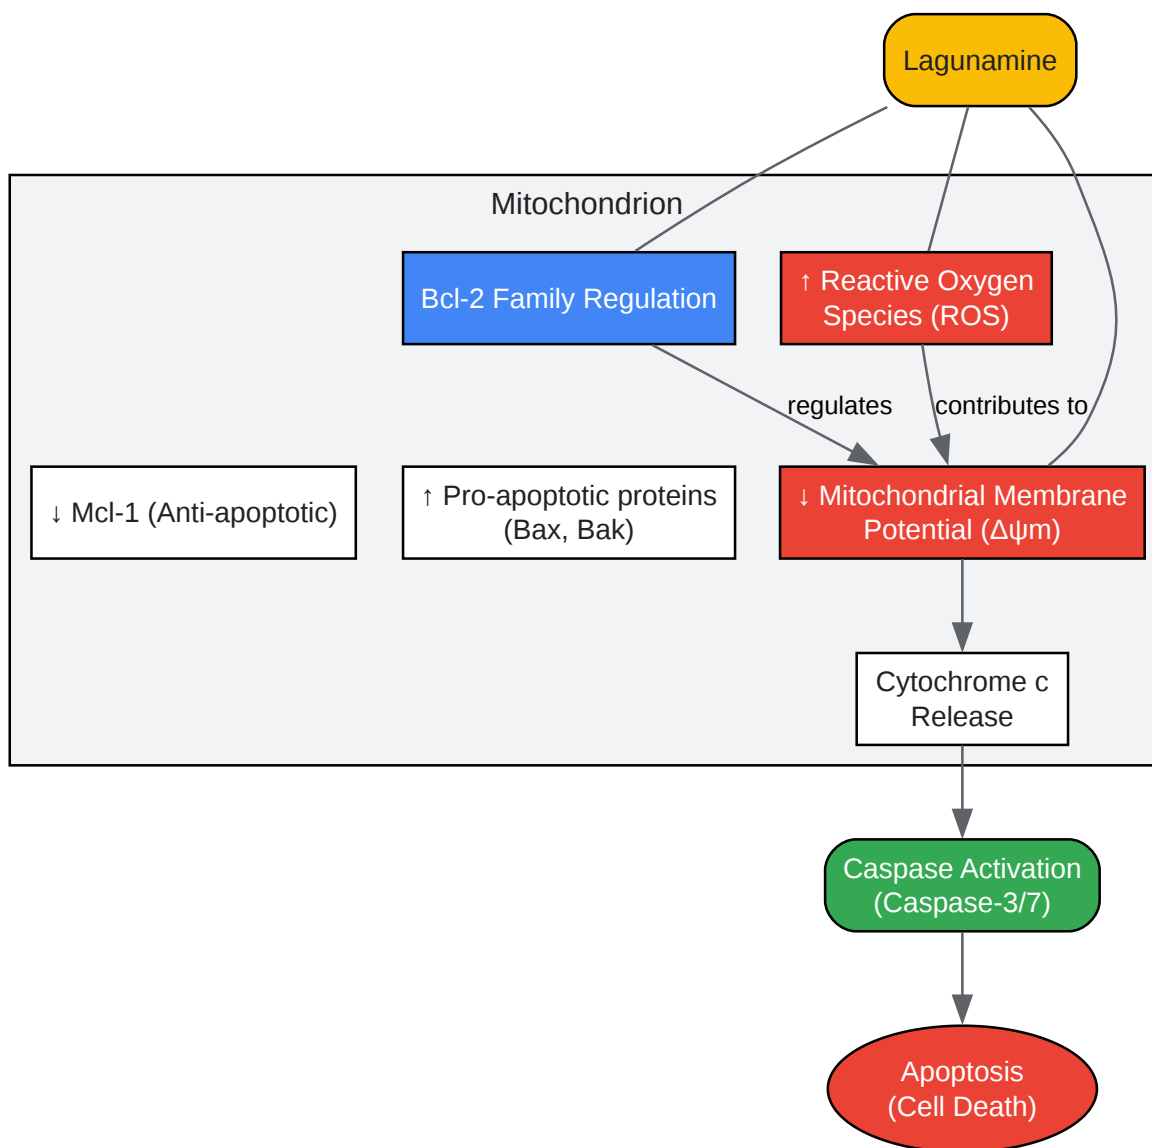 Lagunamine
Mitochondrion
Bcl-2 Family Regulation
↑ Reactive Oxygen
Species (ROS)
regulates
contributes to
↓ Mcl-1 (Anti-apoptotic)
↑ Pro-apoptotic proteins
(Bax, Bak)
↓ Mitochondrial Membrane
Potential (Δψm)
Cytochrome c
Release
Caspase Activation
(Caspase-3/7)
Apoptosis
(Cell Death)